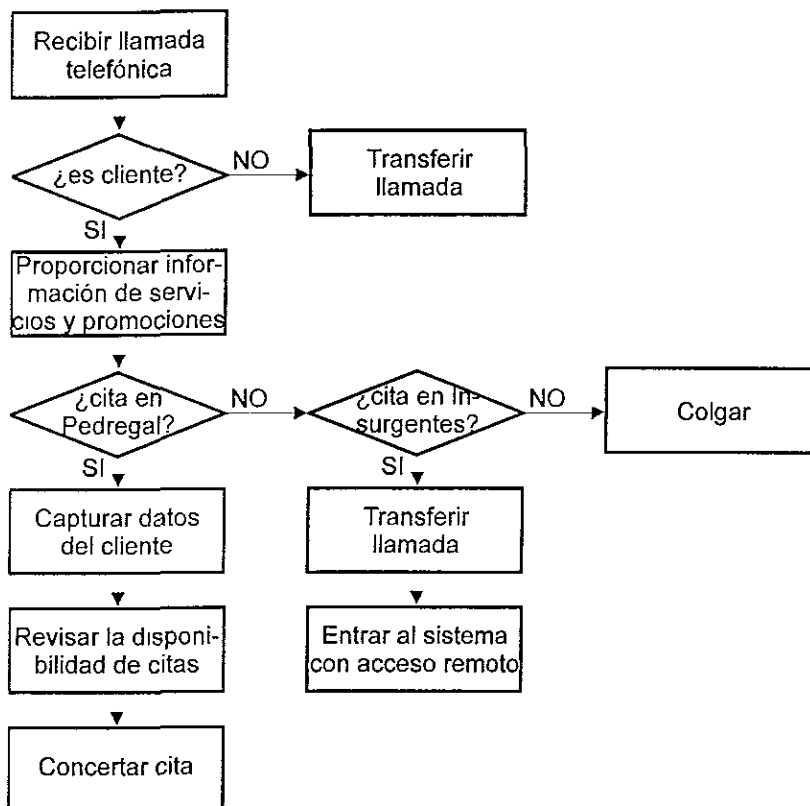 Recibir llamada
telefónica
¿es cliente?
NO
Transferir
llamada
SI
Proporcionar infor-
mación de servi-
cios y promociones
¿cita en
Pedregal?
NO
¿cita en In-
surgentes?
NO
Colgar
SI
SI
Capturar datos
del cliente
Transferir
llamada
Revisar la disponi-
bilidad de citas
Entrar al sistema
con acceso remoto
Concertar cita